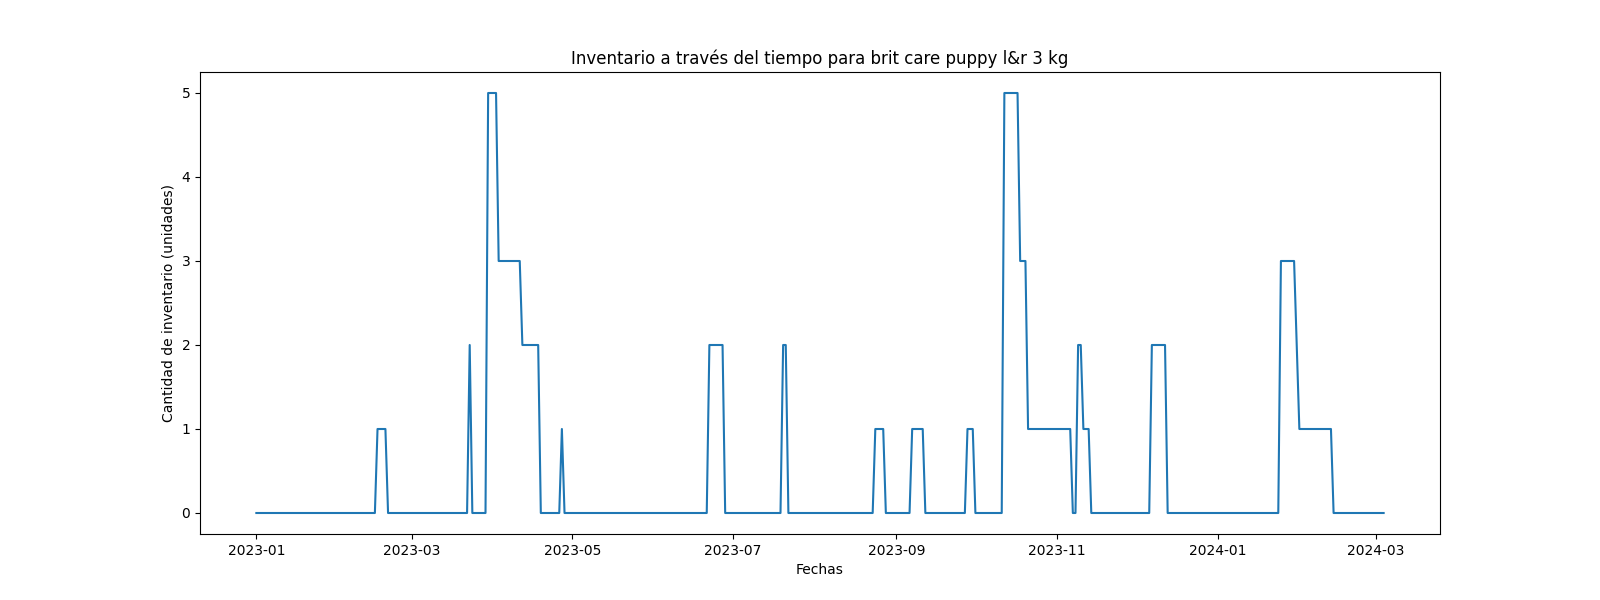 Inventario a través del tiempo para brit care puppy l&r 3 kg
Cantidad de inventario (unidades)
5
4
3
2
1
0
2023-01 2023-03 2023-05 2023-07 2023-09 2023-11 2024-01 2024-03
Fechas